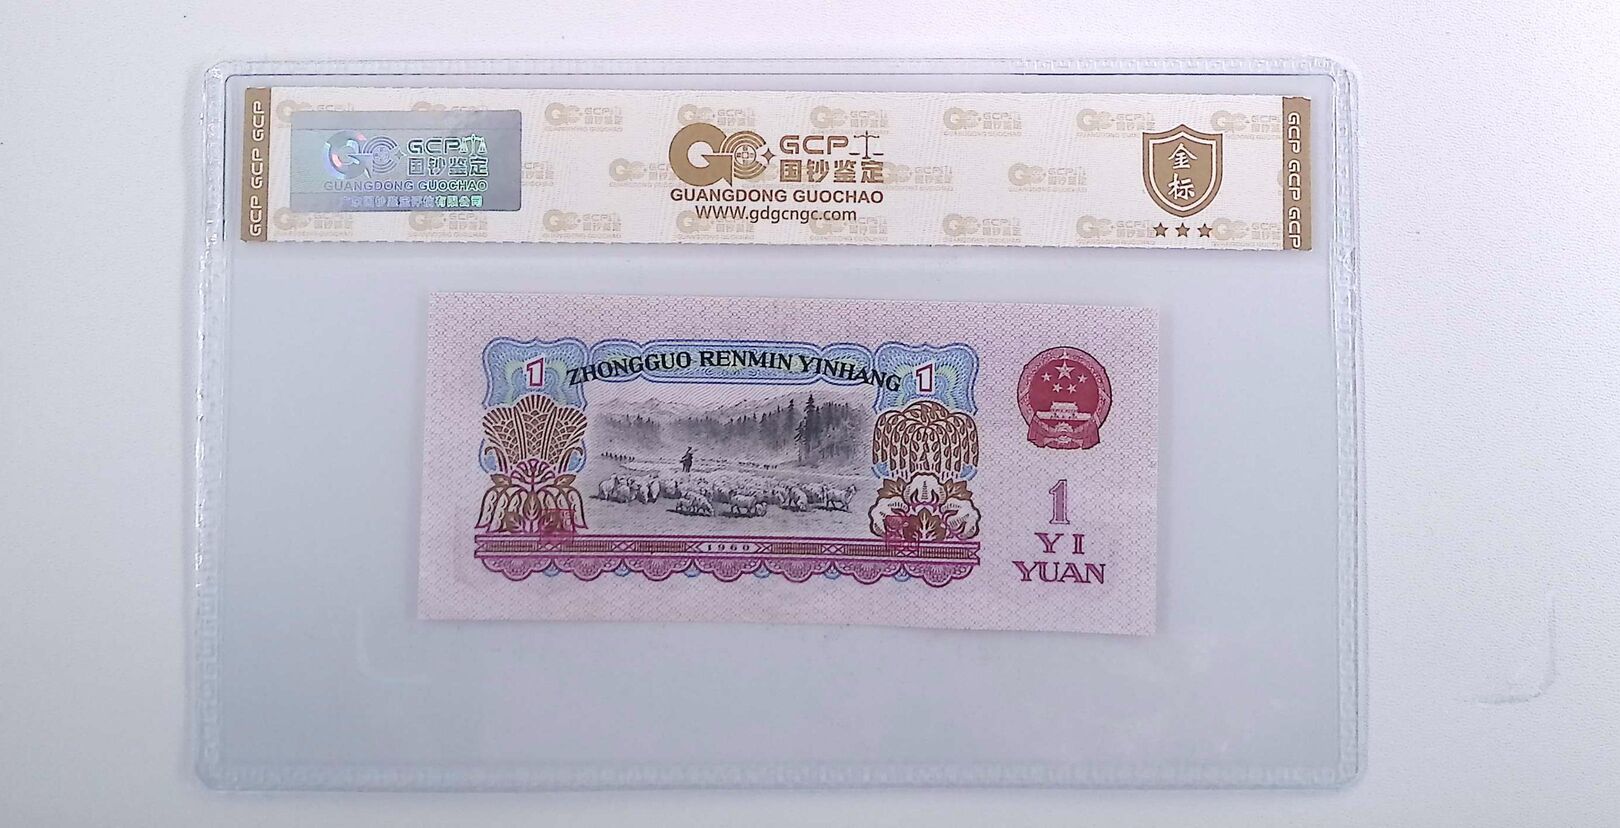 GCP GCP GCP
GCP
国钞鉴定
GUANGDONG GUOCHAO
GCP
国钞鉴定
GUANGDONG GUOCHAO
WWW.gdgcngc.com
金标
GCP GCP GCP
ZHONGGUO RENMIN YINHANG
1
1
1960
1
YI
YUAN